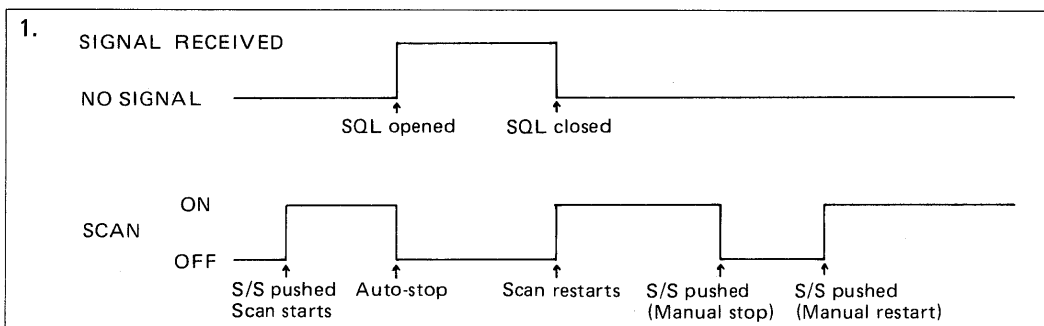 1.
SIGNAL RECEIVED
NO SIGNAL
SQL opened
SQL closed
ON
SCAN
OFF
S/S pushed
Scan starts
Auto-stop
Scan restarts
S/S pushed
(Manual stop)
S/S pushed
(Manual restart)